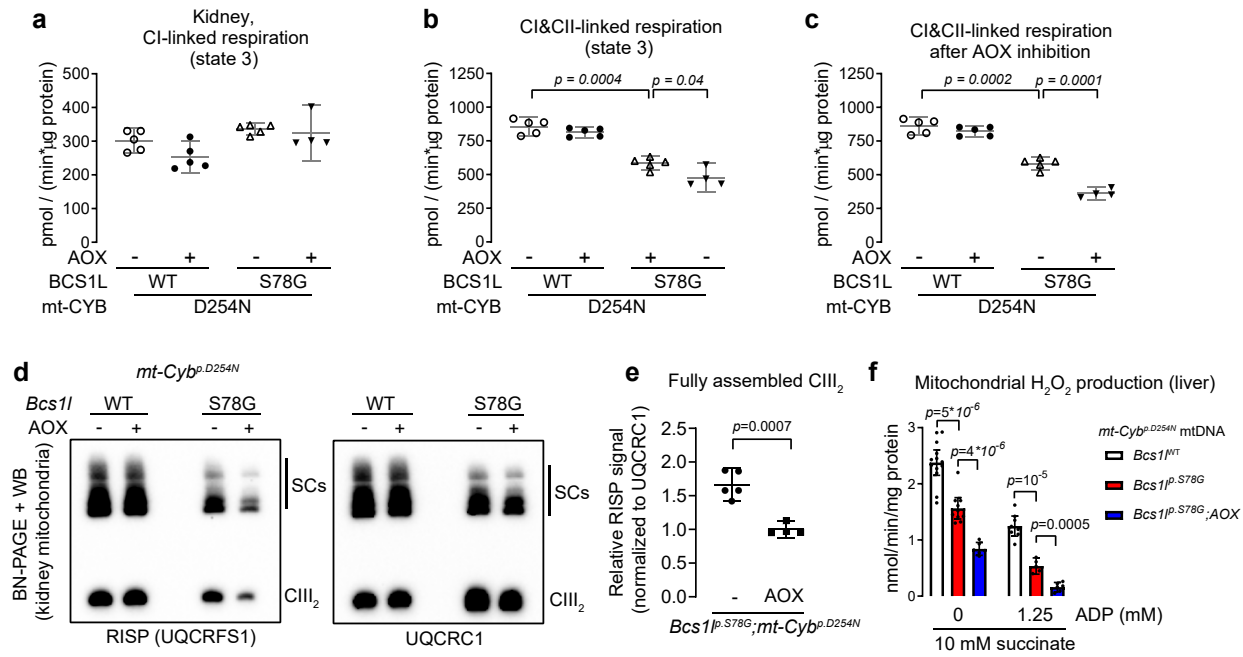 a
Kidney,
CI-linked respiration
(state 3)
pmol / (min*µg protein)
500
400
300
200
100
0
AOX - + - +
BCS1L WT S78G
mt-CYB D254N
b
CI&CII-linked respiration
(state 3)
pmol / (min*µg protein)
1250
1000
750
500
250
0
p = 0.0004
p = 0.04
AOX - + + -
BCS1L WT S78G
mt-CYB D254N
c
CI&CII-linked respiration
after AOX inhibition
pmol / (min*µg protein)
1250
1000
750
500
250
0
p = 0.0002
p = 0.0001
AOX - + - +
BCS1L WT S78G
mt-CYB D254N
d
mt-Cyb^p.D254N
Bcs1l WT S78G WT S78G
AOX - + - + - + - +
BN-PAGE + WB
(kidney mitochondria)
SCs
CIII₂
SCs
CIII₂
RISP (UQCRFS1)
UQCRC1
e
Fully assembled CIII₂
Relative RISP signal
(normalized to UQCRC1)
2.5
2.0
1.5
1.0
0.5
0.0
p=0.0007
- AOX
Bcs1l^p.S78G;mt-Cyb^p.D254N
f
Mitochondrial H₂O₂ production (liver)
nmol/min/mg protein
3
2
1
0
p=5*10⁻⁶
p=4*10⁻⁶
p=10⁻⁵
p=0.0005
mt-Cyb^p.D254N mtDNA
Bcs1l^WT
Bcs1l^p.S78G
Bcs1l^p.S78G;AOX
0 1.25 ADP (mM)
10 mM succinate